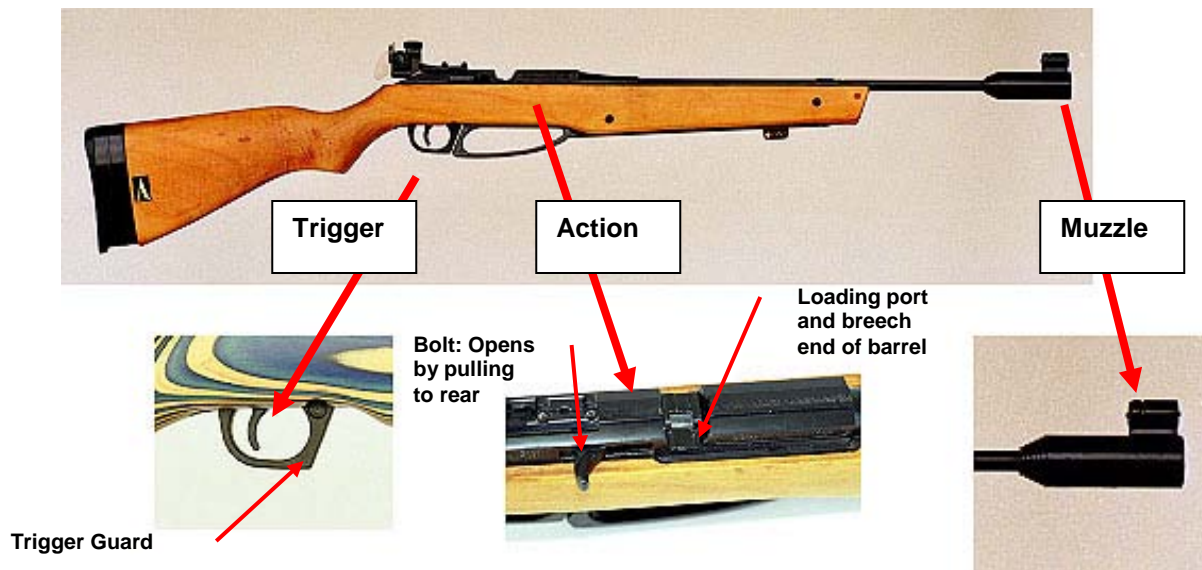 Trigger
Action
Muzzle
Loading port
and breech
end of barrel
Bolt: Opens
by pulling
to rear
Trigger Guard